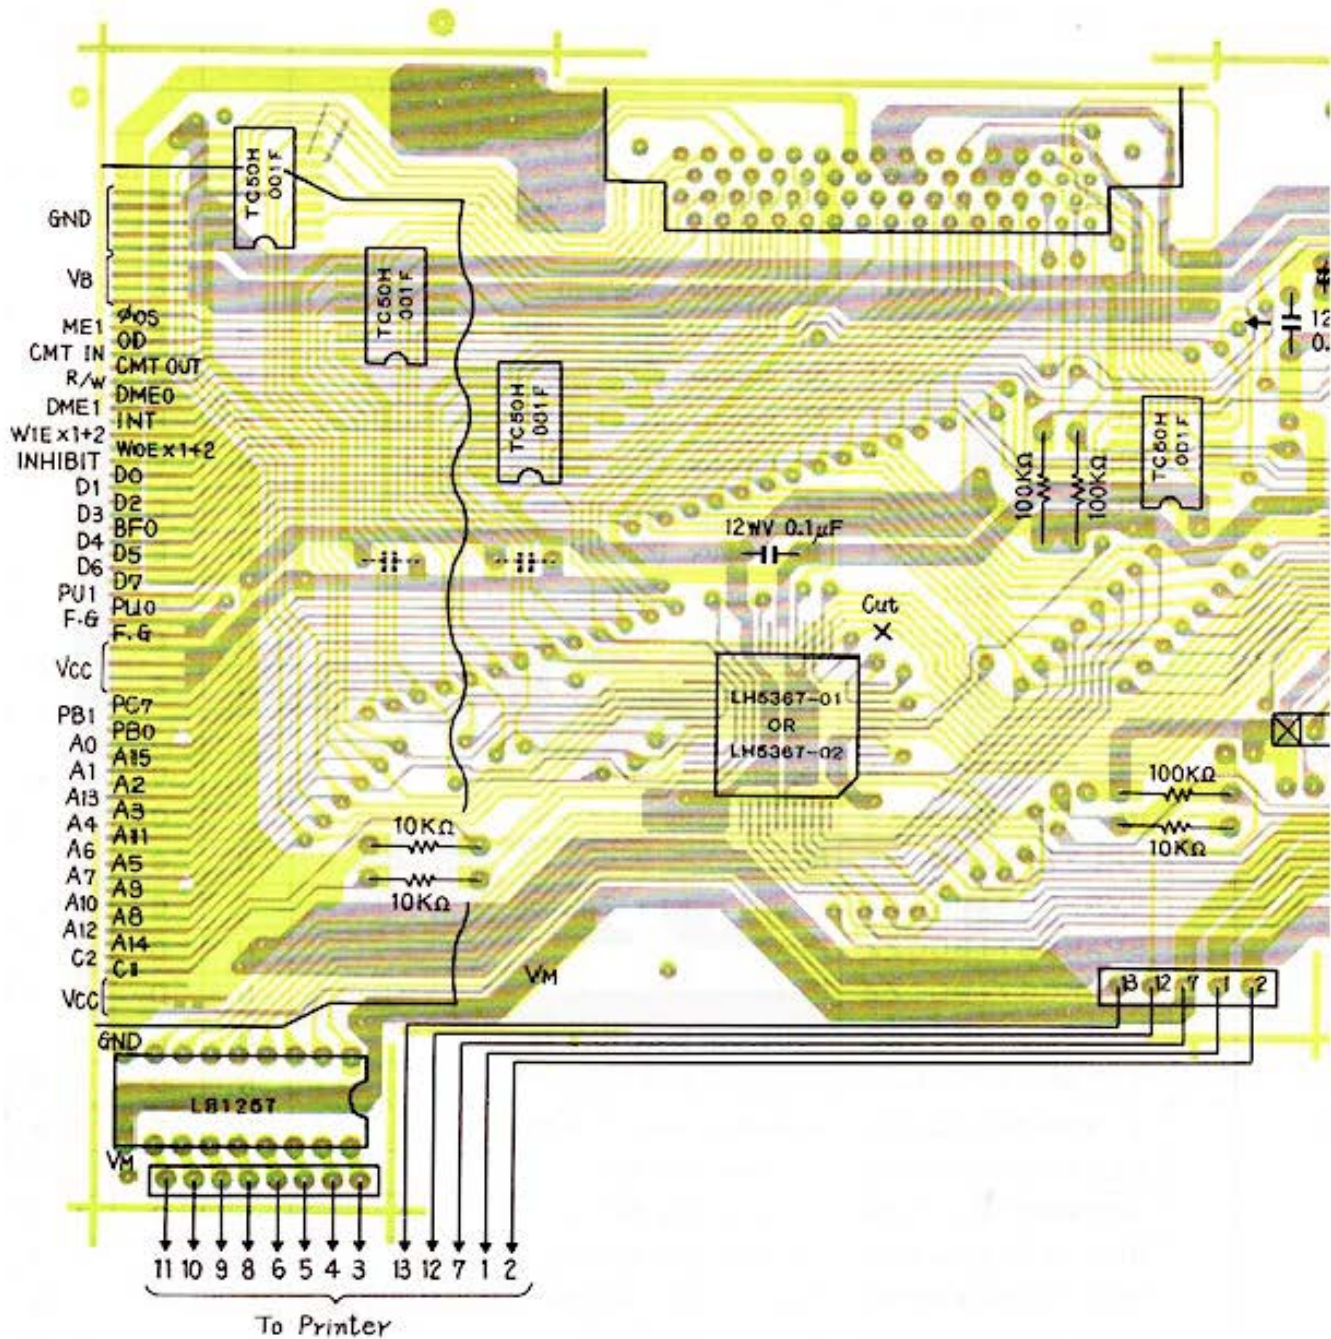 TC50H
001F
GND
TC50H
001F
VB
ØOS
ME1
OD
CMT IN
CMT OUT
R/W
DME0
DME1
INT
W1E x1+2
W0E x1+2
INHIBIT
D0
D1
D2
D3
BF0
D4
D5
D6
D7
PU1
PU0
F.G
F.G
VCC
PC7
PB1
PB0
A0
A15
A1
A2
A13
A3
A4
A11
A6
A5
A7
A9
A10
A8
A12
A14
C2
C1
VCC
GND
TC50H
001F
TC50H
001F
100KΩ
100KΩ
12
0.
12WV 0.1μF
Cut
LH5367-01
OR
LH5367-02
100KΩ
10KΩ
10KΩ
10KΩ
VM
13 12 7 1 2
LB1257
VM
11 10 9 8 6 5 4 3 13 12 7 1 2
To Printer